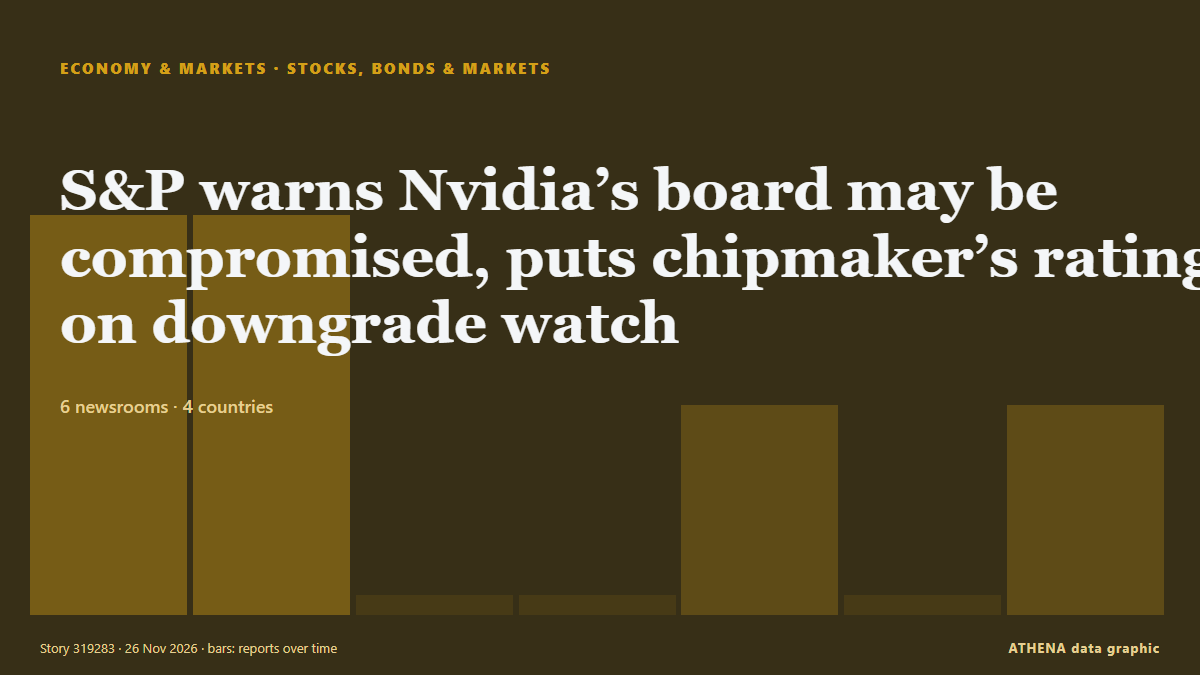 ECONOMY & MARKETS · STOCKS, BONDS & MARKETS
S&P warns Nvidia’s board may be
compromised, puts chipmaker’s rating
on downgrade watch
6 newsrooms · 4 countries
Story 319283 · 26 Nov 2026 · bars: reports over time
ATHENA data graphic